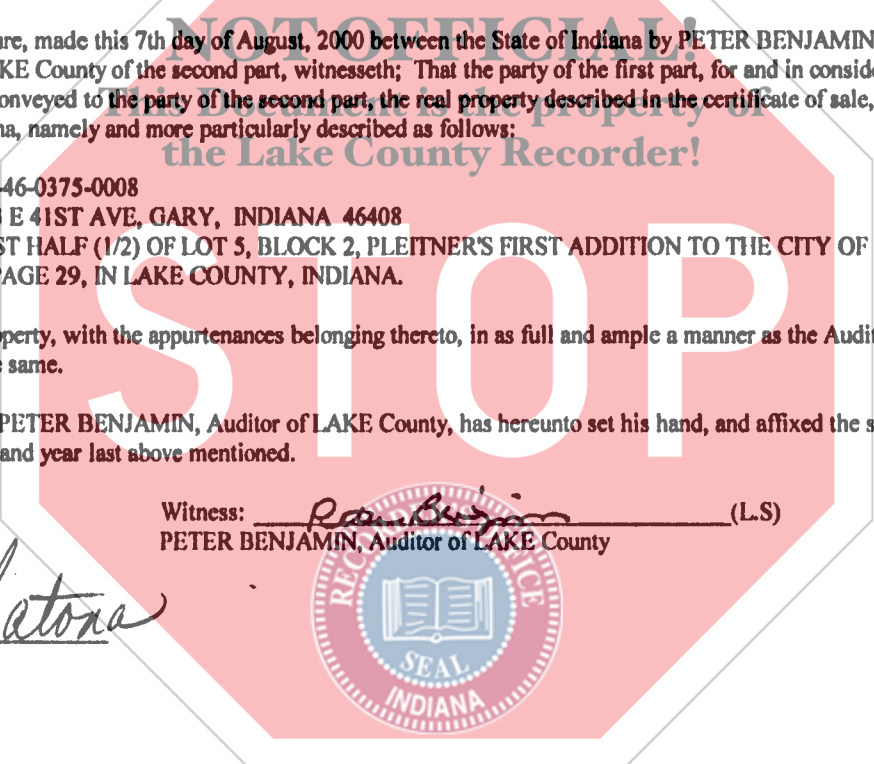 NOT OFFICIAL!
This Document is the property of
the Lake County Recorder!
STOP
ure, made this 7th day of August, 2000 between the State of Indiana by PETER BENJAMIN
KE County of the second part, witnesseth; That the party of the first part, for and in conside
onveyed to the party of the second part, the real property described in the certificate of sale,
na, namely and more particularly described as follows:
-46-0375-0008
E 41ST AVE, GARY, INDIANA 46408
ST HALF (1/2) OF LOT 5, BLOCK 2, PLEITNER'S FIRST ADDITION TO THE CITY OF
PAGE 29, IN LAKE COUNTY, INDIANA.
operty, with the appurtenances belonging thereto, in as full and ample a manner as the Audit
e same.
PETER BENJAMIN, Auditor of LAKE County, has hereunto set his hand, and affixed the s
and year last above mentioned.
Witness: (L.S)
PETER BENJAMIN, Auditor of LAKE County
atona
RECORDER'S OFFICE
SEAL
INDIANA